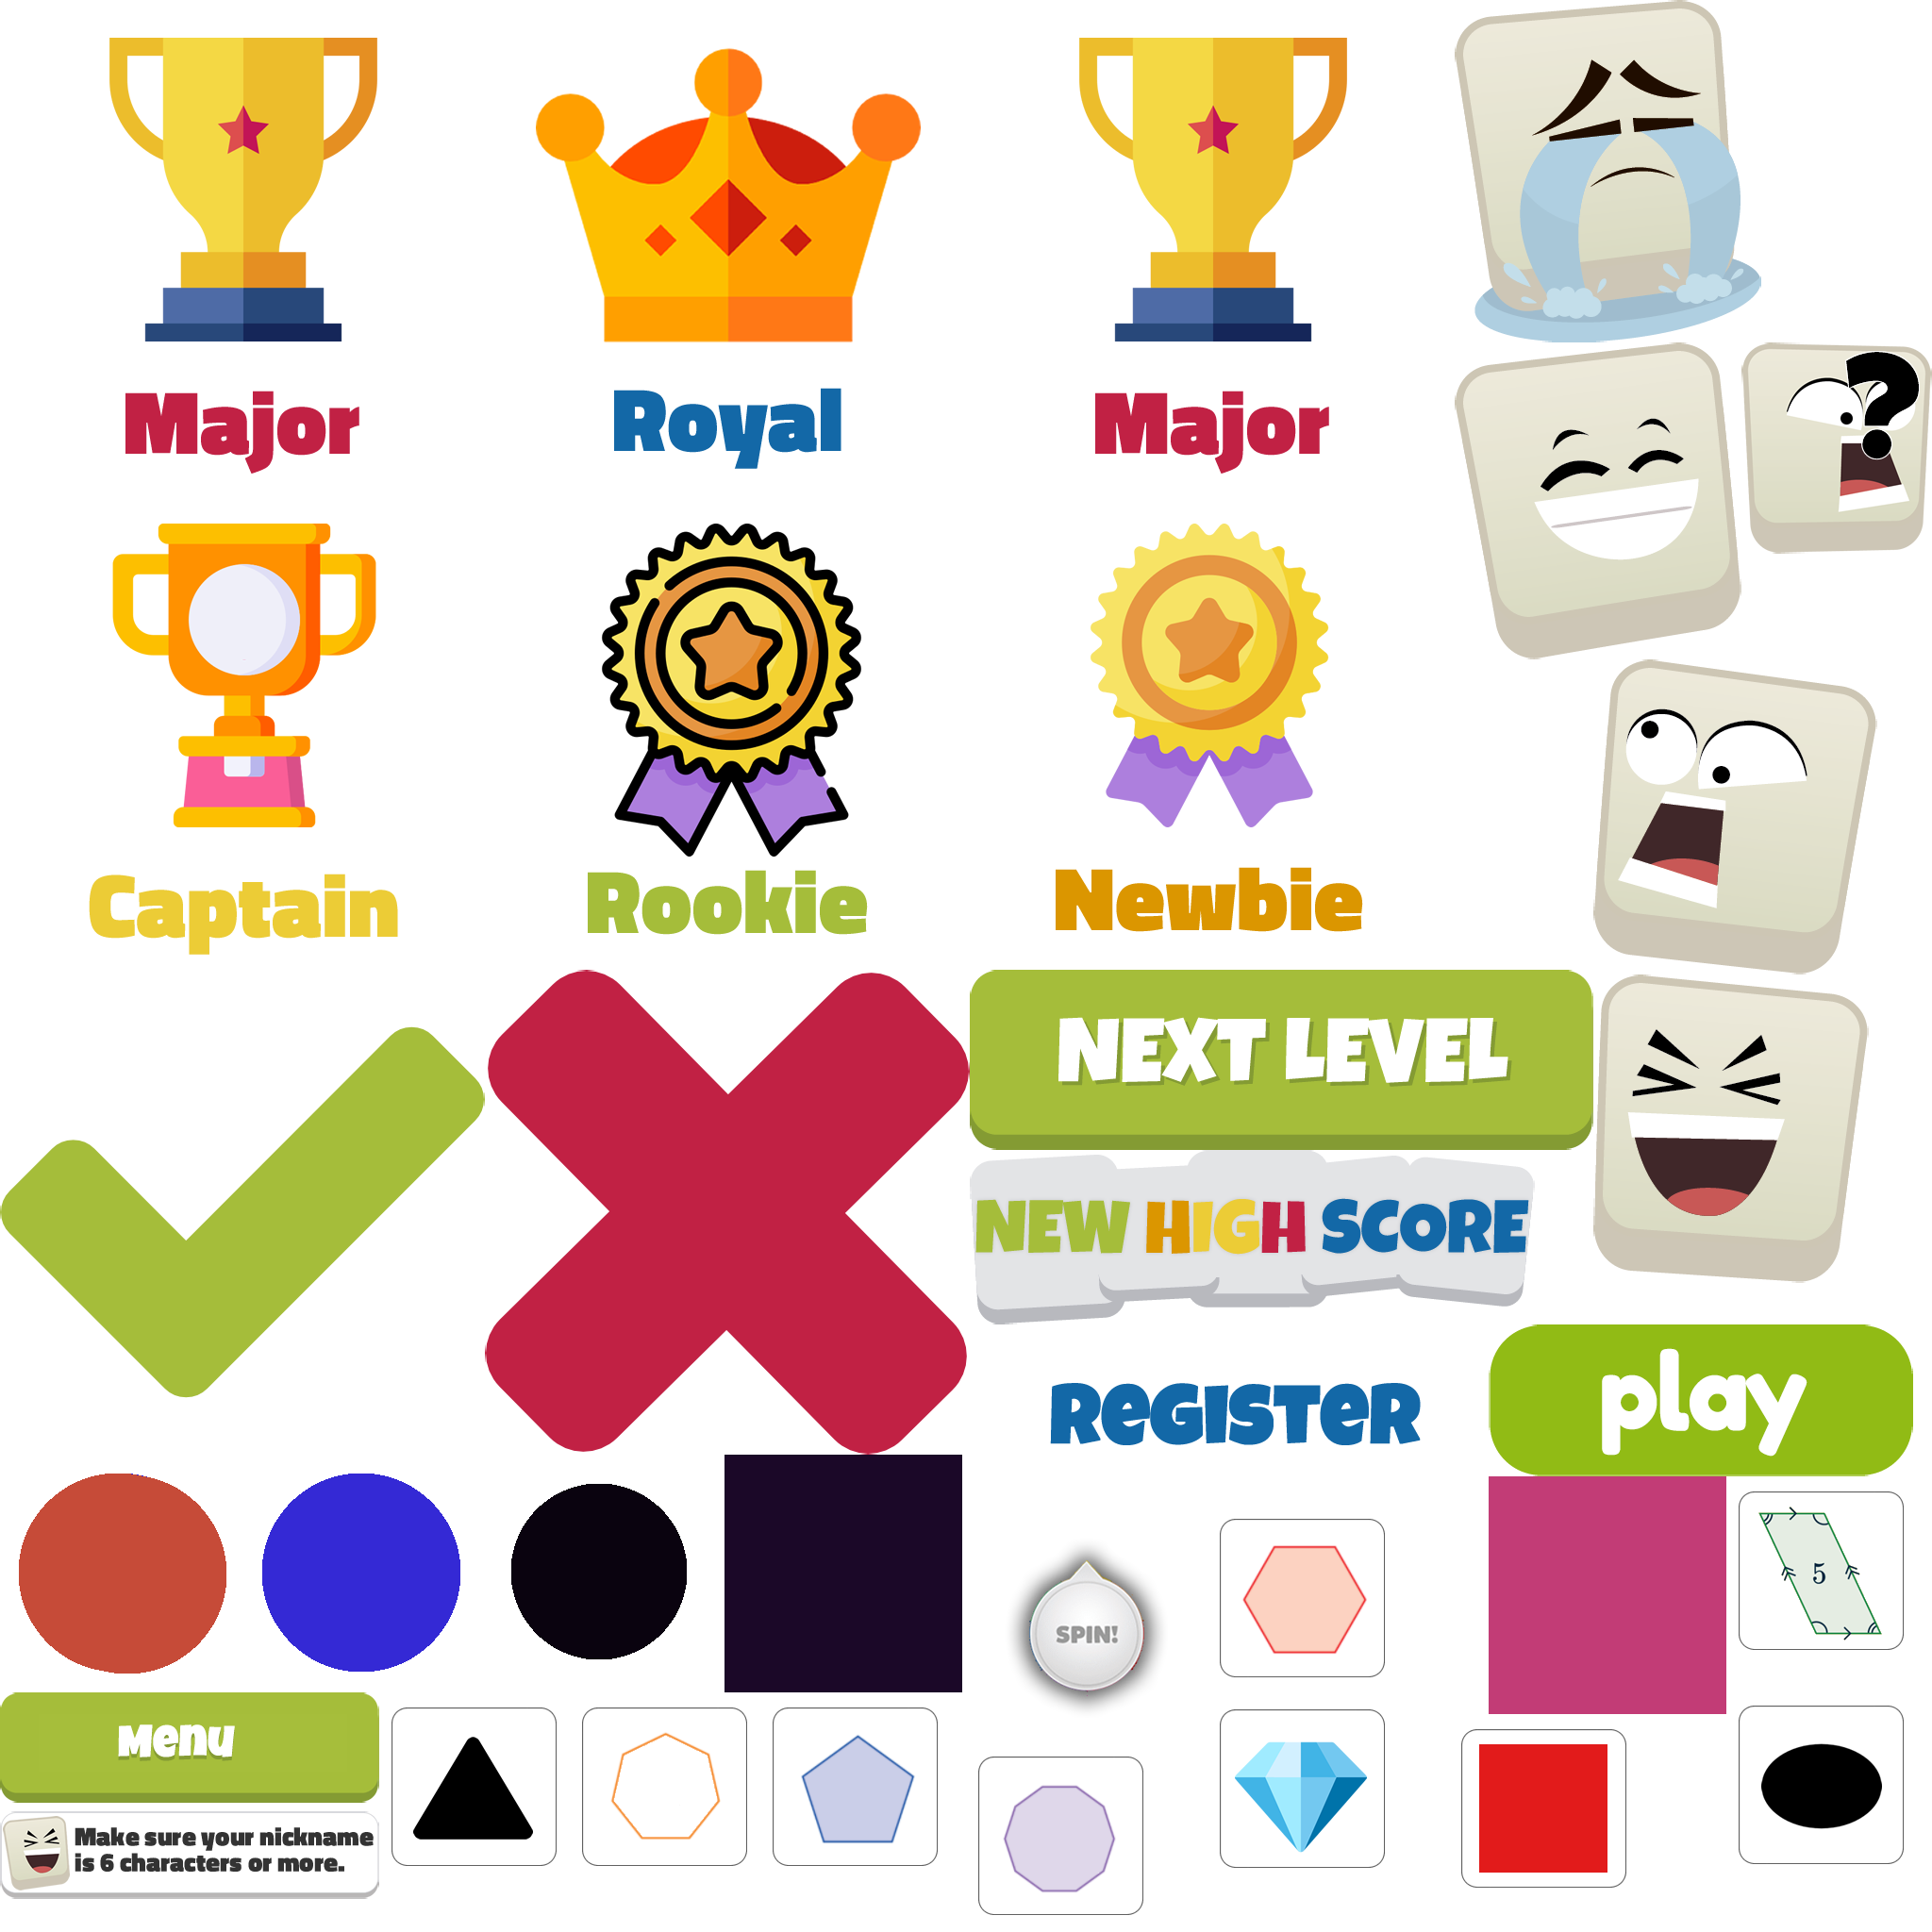 Major
Royal
Major
?
Captain
Rookie
Newbie
NEXT LEVEL
NEW HIGH SCORE
REGISTER
play
5
SPIN!
Menu
Make sure your nickname
is 6 characters or more.